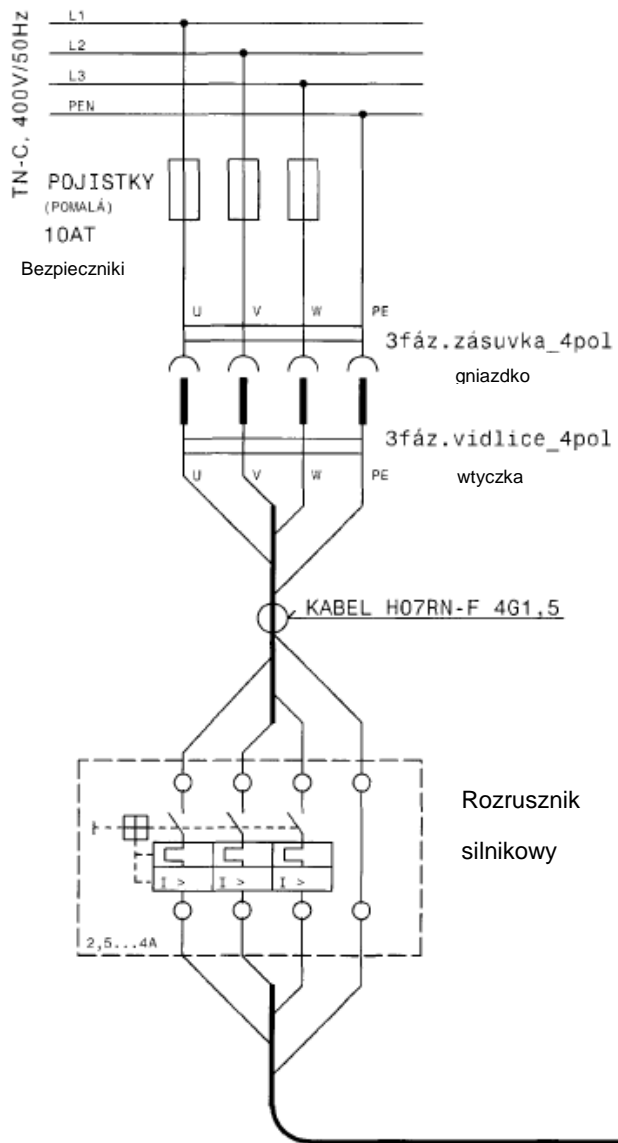 TN-C, 400V/50Hz
L1
L2
L3
PEN
POJISTKY
(POMALÁ)
10AT
Bezpieczniki
U V W PE
3fáz.zásuvka_4pol
gniazdko
3fáz.vidlice_4pol
U V W PE
wtyczka
KABEL H07RN-F 4G1,5
Rozrusznik
silnikowy
I > I > I >
2,5...4A